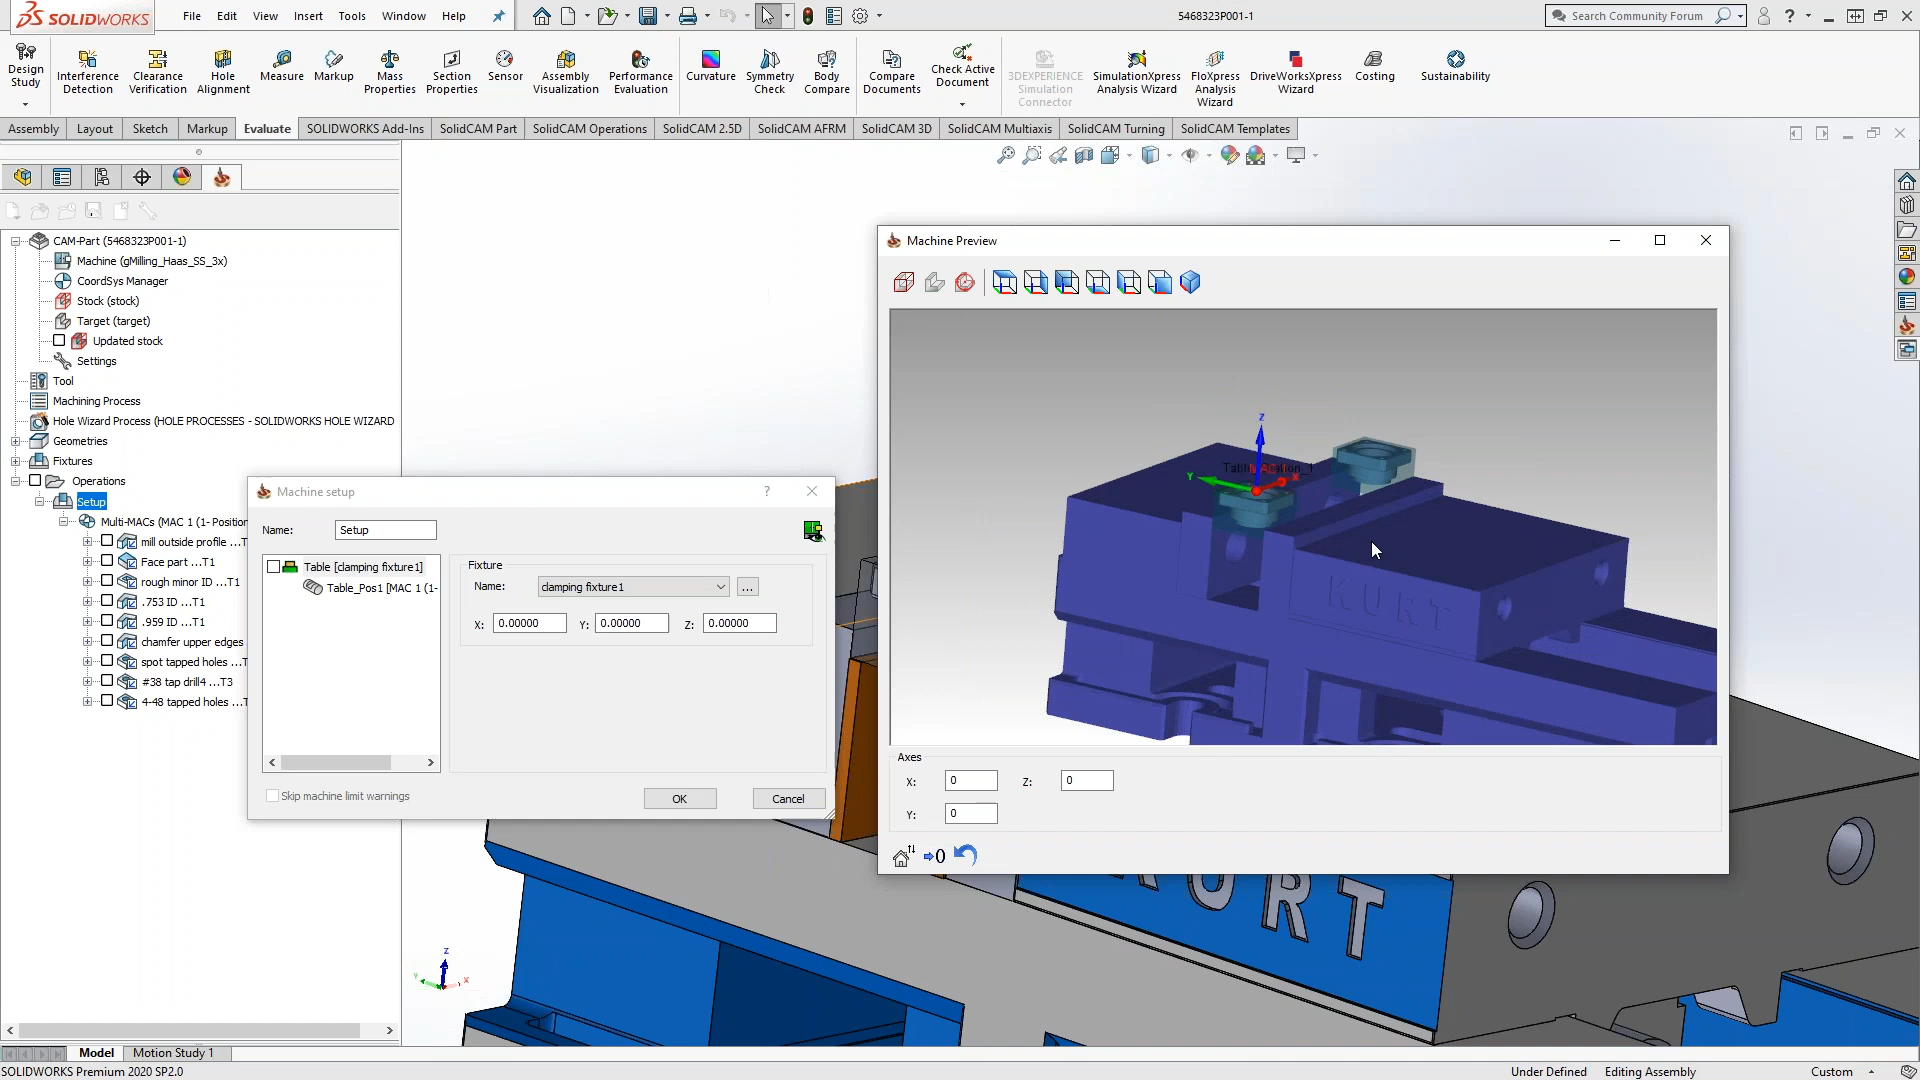 SOLIDWORKS File Edit View Insert Tools Window Help 5468323P001-1 Search Community Forum ?
Design Study
Interference Detection
Clearance Verification
Hole Alignment
Measure
Markup
Mass Properties
Section Properties
Sensor
Assembly Visualization
Performance Evaluation
Curvature
Symmetry Check
Body Compare
Compare Documents
Check Active Document
3DEXPERIENCE Simulation Connector
SimulationXpress Analysis Wizard
FloXpress Analysis Wizard
DriveWorksXpress Wizard
Costing
Sustainability
Assembly Layout Sketch Markup Evaluate SOLIDWORKS Add-Ins SolidCAM Part SolidCAM Operations SolidCAM 2.5D SolidCAM AFRM SolidCAM 3D SolidCAM Multiaxis SolidCAM Turning SolidCAM Templates
CAM-Part (5468323P001-1)
Machine (gMilling_Haas_SS_3x)
CoordSys Manager
Stock (stock)
Target (target)
Updated stock
Settings
Tool
Machining Process
Hole Wizard Process (HOLE PROCESSES - SOLIDWORKS HOLE WIZARD
Geometries
Fixtures
Operations
Setup
Multi-MACs (MAC 1 (1- Position
mill outside profile ...T
Face part ...T1
rough minor ID ...T1
.753 ID ...T1
.959 ID ...T1
chamfer upper edges
spot tapped holes ...T
#38 tap drill4 ...T3
4-48 tapped holes ...T
Machine setup ?
Name: Setup
Table [clamping fixture1]
Table_Pos1 [MAC 1 (1-
Fixture
Name: clamping fixture1 ...
X: 0.00000 Y: 0.00000 Z: 0.00000
Skip machine limit warnings
OK Cancel
Machine Preview
Z
Y
X
KURT
Axes
X: 0 Z: 0
Y: 0
0
KURT
Z
Y
X
Model Motion Study 1
SOLIDWORKS Premium 2020 SP2.0 Under Defined Editing Assembly Custom